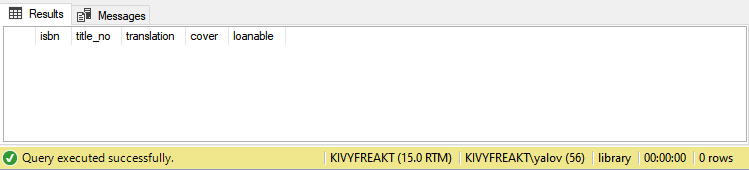 Results Messages
isbn title_no translation cover loanable
Query executed successfully. KIVYFREAKT (15.0 RTM) KIVYFREAKT\yalov (56) library 00:00:00 0 rows